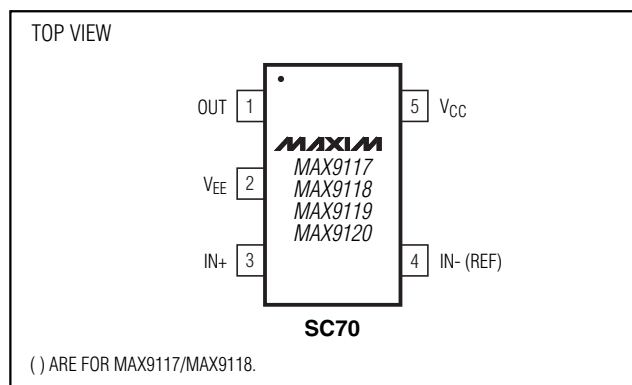 TOP VIEW
OUT 1
5 VCC
MAXIM
MAX9117
MAX9118
MAX9119
MAX9120
VEE 2
IN+ 3
4 IN- (REF)
SC70
( ) ARE FOR MAX9117/MAX9118.